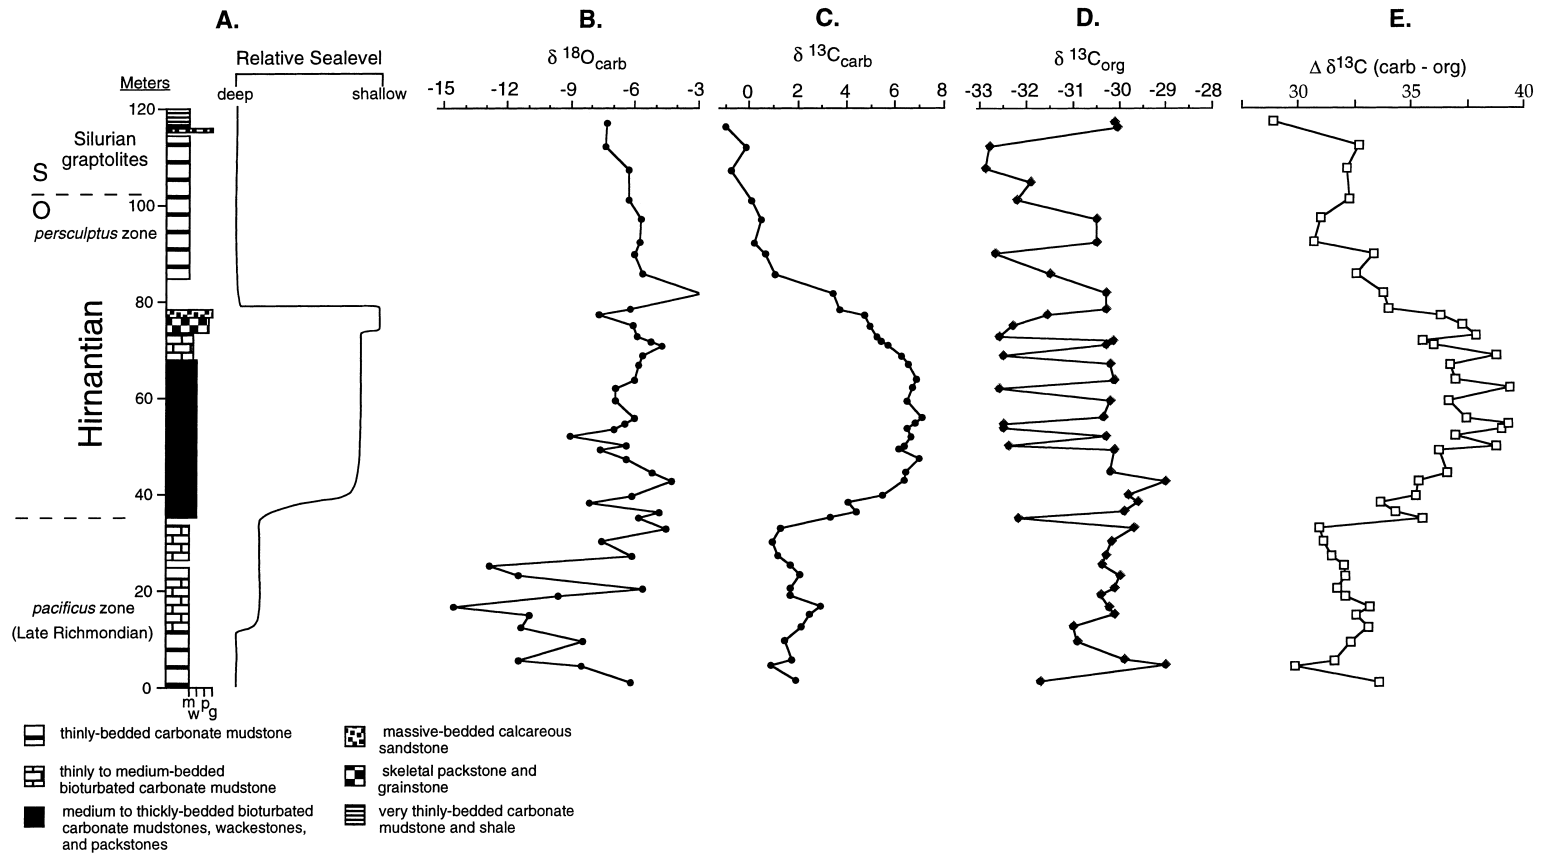 A.
B.
C.
D.
E.
Relative Sealevel
δ 18Ocarb
δ 13Ccarb
δ 13Corg
Δ δ13C (carb - org)
Meters
deep
shallow
-15 -12 -9 -6 -3
0 2 4 6 8
-33 -32 -31 -30 -29 -28
30 35 40
120
Silurian
graptolites
S
O
100
persculptus zone
80
Hirnantian
60
40
20
pacificus zone
(Late Richmondian)
0
m w p g
thinly-bedded carbonate mudstone
thinly to medium-bedded
bioturbated carbonate mudstone
medium to thickly-bedded bioturbated
carbonate mudstones, wackestones,
and packstones
massive-bedded calcareous
sandstone
skeletal packstone and
grainstone
very thinly-bedded carbonate
mudstone and shale